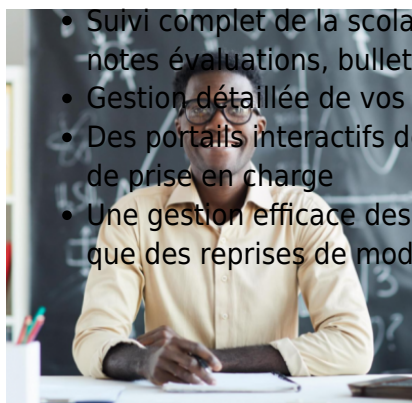 • Suivi complet de la scola
notes évaluations, bullet
• Gestion détaillée de vos
• Des portails interactifs d
de prise en charge
• Une gestion efficace des
que des reprises de mod